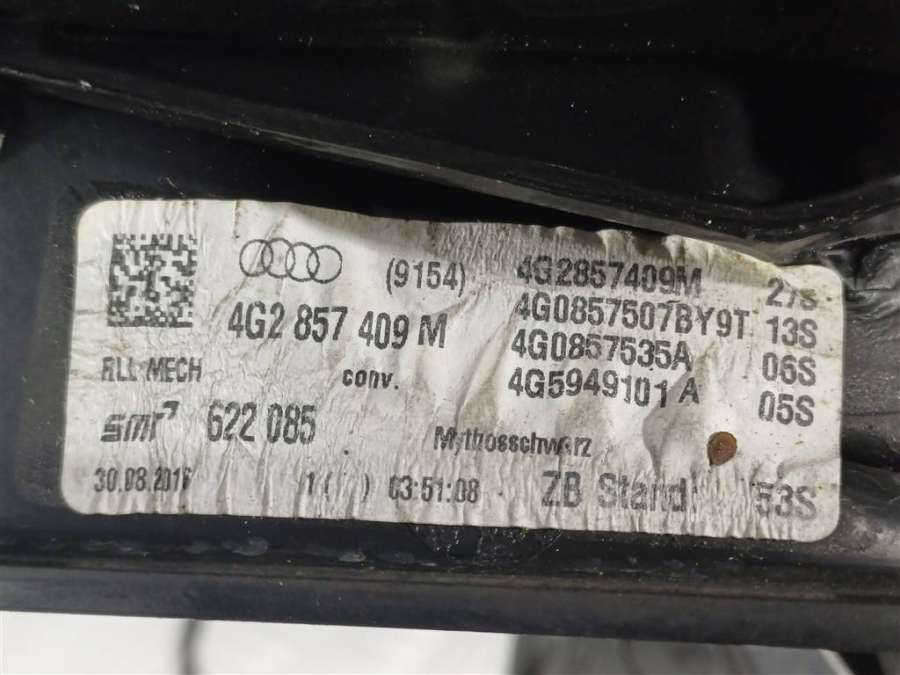 (9154)
4G2 857 409 M
RLL MECH
conv.
smr 622 085
30.08.2016
03:51:08
4G2857409M 27S
4G0857507BY9T 13S
4G0857535A 06S
4G5949101 A 05S
Mythosschwarz
ZB Stand: 53S